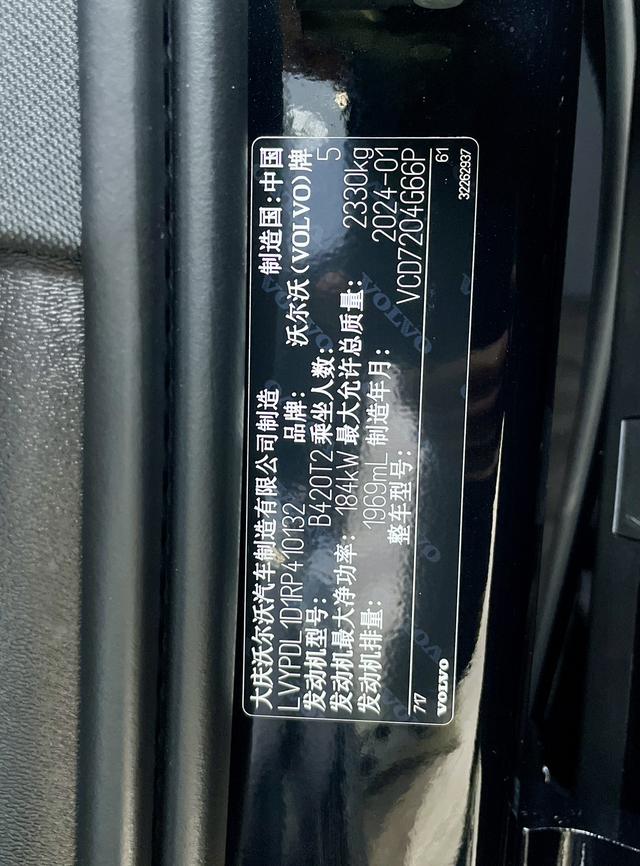 大庆沃尔沃汽车制造有限公司制造 制造国:中国
LVYPDL1D1RP410132 品牌: 沃尔沃(VOLVO)牌
发动机型号: B420T2 乘坐人数: 5
发动机最大净功率: 184kW 最大允许总质量: 2330kg
发动机排量: 1969mL 制造年月: 2024-01
整车型号: VCD7204G66P
717 61
VOLVO 32262937